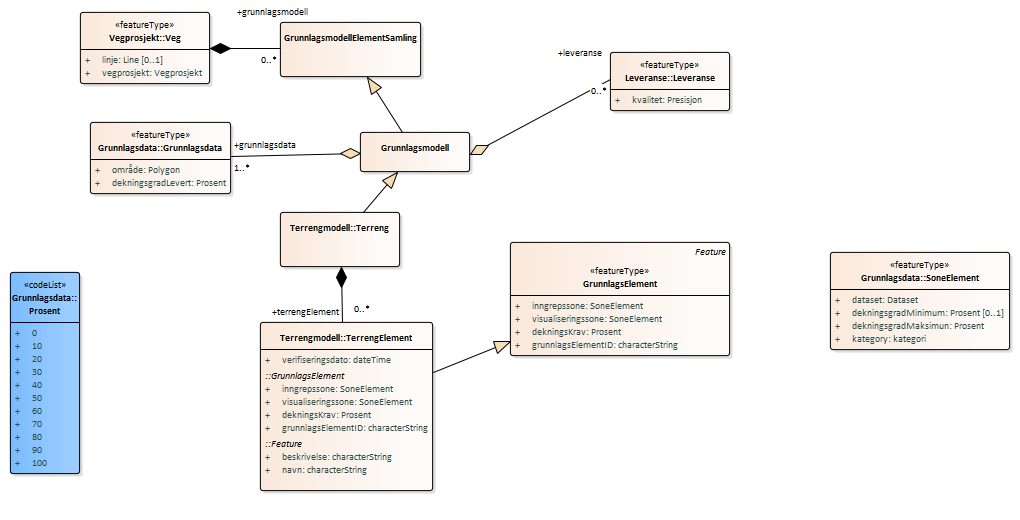 «featureType»
Vegprosjekt::Veg
+ linje: Line [0..1]
+ vegprosjekt: Vegprosjekt
+grunnlagsmodell
0..*
GrunnlagsmodellElementSamling
+leveranse
0..*
«featureType»
Leveranse::Leveranse
+ kvalitet: Presisjon
«featureType»
Grunnlagsdata::Grunnlagsdata
+ område: Polygon
+ dekningsgradLevert: Prosent
+grunnlagsdata
1..*
Grunnlagsmodell
Terrengmodell::Terreng
+terrengElement
0..*
«codeList»
Grunnlagsdata::
Prosent
+ 0
+ 10
+ 20
+ 30
+ 40
+ 50
+ 60
+ 70
+ 80
+ 90
+ 100
Terrengmodell::TerrengElement
+ verifiseringsdato: dateTime
::GrunnlagsElement
+ inngrepssone: SoneElement
+ visualiseringssone: SoneElement
+ dekningsKrav: Prosent
+ grunnlagsElementID: characterString
::Feature
+ beskrivelse: characterString
+ navn: characterString
Feature
«featureType»
GrunnlagsElement
+ inngrepssone: SoneElement
+ visualiseringssone: SoneElement
+ dekningsKrav: Prosent
+ grunnlagsElementID: characterString
«featureType»
Grunnlagsdata::SoneElement
+ dataset: Dataset
+ dekningsgradMinimum: Prosent [0..1]
+ dekningsgradMaksimun: Prosent
+ kategory: kategori